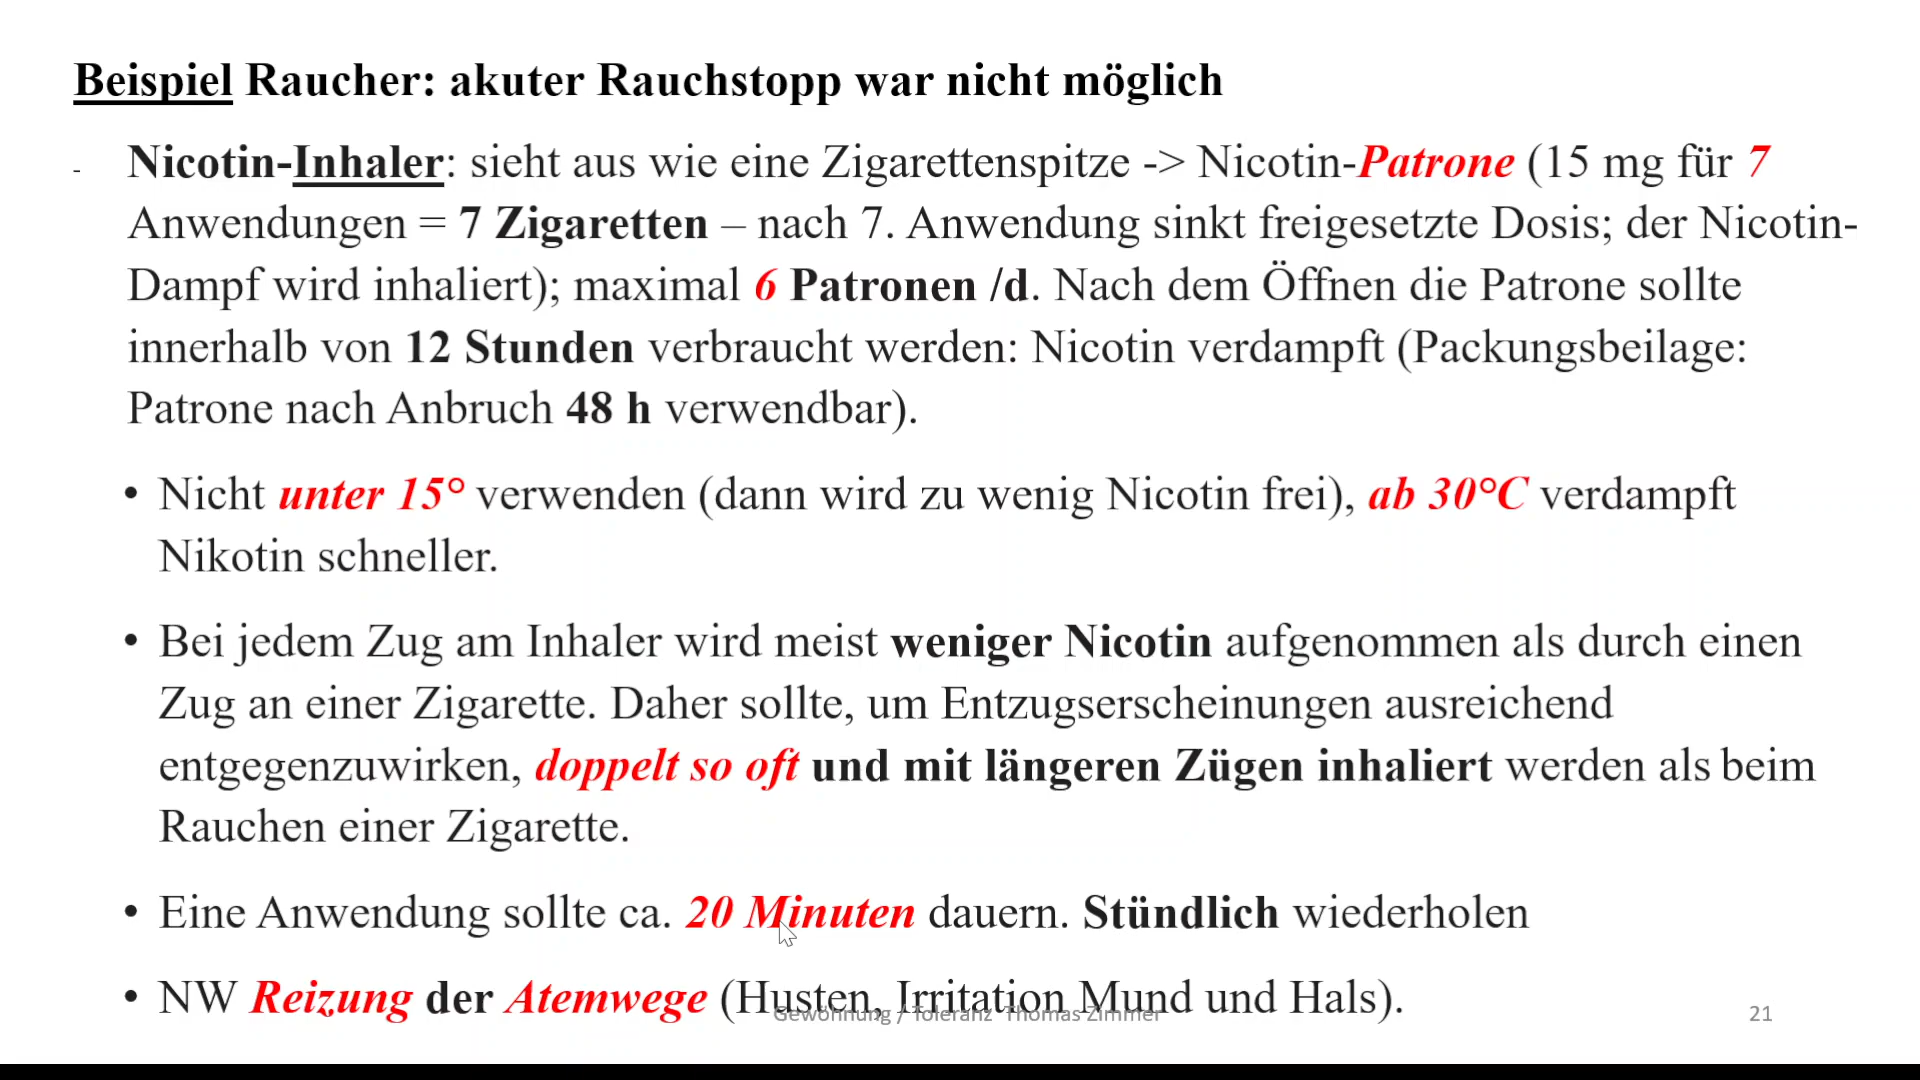 Beispiel Raucher: akuter Rauchstopp war nicht möglich
- Nicotin-Inhaler: sieht aus wie eine Zigarettenspitze -> Nicotin-Patrone (15 mg für 7
Anwendungen = 7 Zigaretten – nach 7. Anwendung sinkt freigesetzte Dosis; der Nicotin-
Dampf wird inhaliert); maximal 6 Patronen /d. Nach dem Öffnen die Patrone sollte
innerhalb von 12 Stunden verbraucht werden: Nicotin verdampft (Packungsbeilage:
Patrone nach Anbruch 48 h verwendbar).
• Nicht unter 15° verwenden (dann wird zu wenig Nicotin frei), ab 30°C verdampft
Nikotin schneller.
• Bei jedem Zug am Inhaler wird meist weniger Nicotin aufgenommen als durch einen
Zug an einer Zigarette. Daher sollte, um Entzugserscheinungen ausreichend
entgegenzuwirken, doppelt so oft und mit längeren Zügen inhaliert werden als beim
Rauchen einer Zigarette.
• Eine Anwendung sollte ca. 20 Minuten dauern. Stündlich wiederholen
• NW Reizung der Atemwege (Husten, Irritation Mund und Hals).
Gewöhnung / Toleranz Thomas Zimmer
21